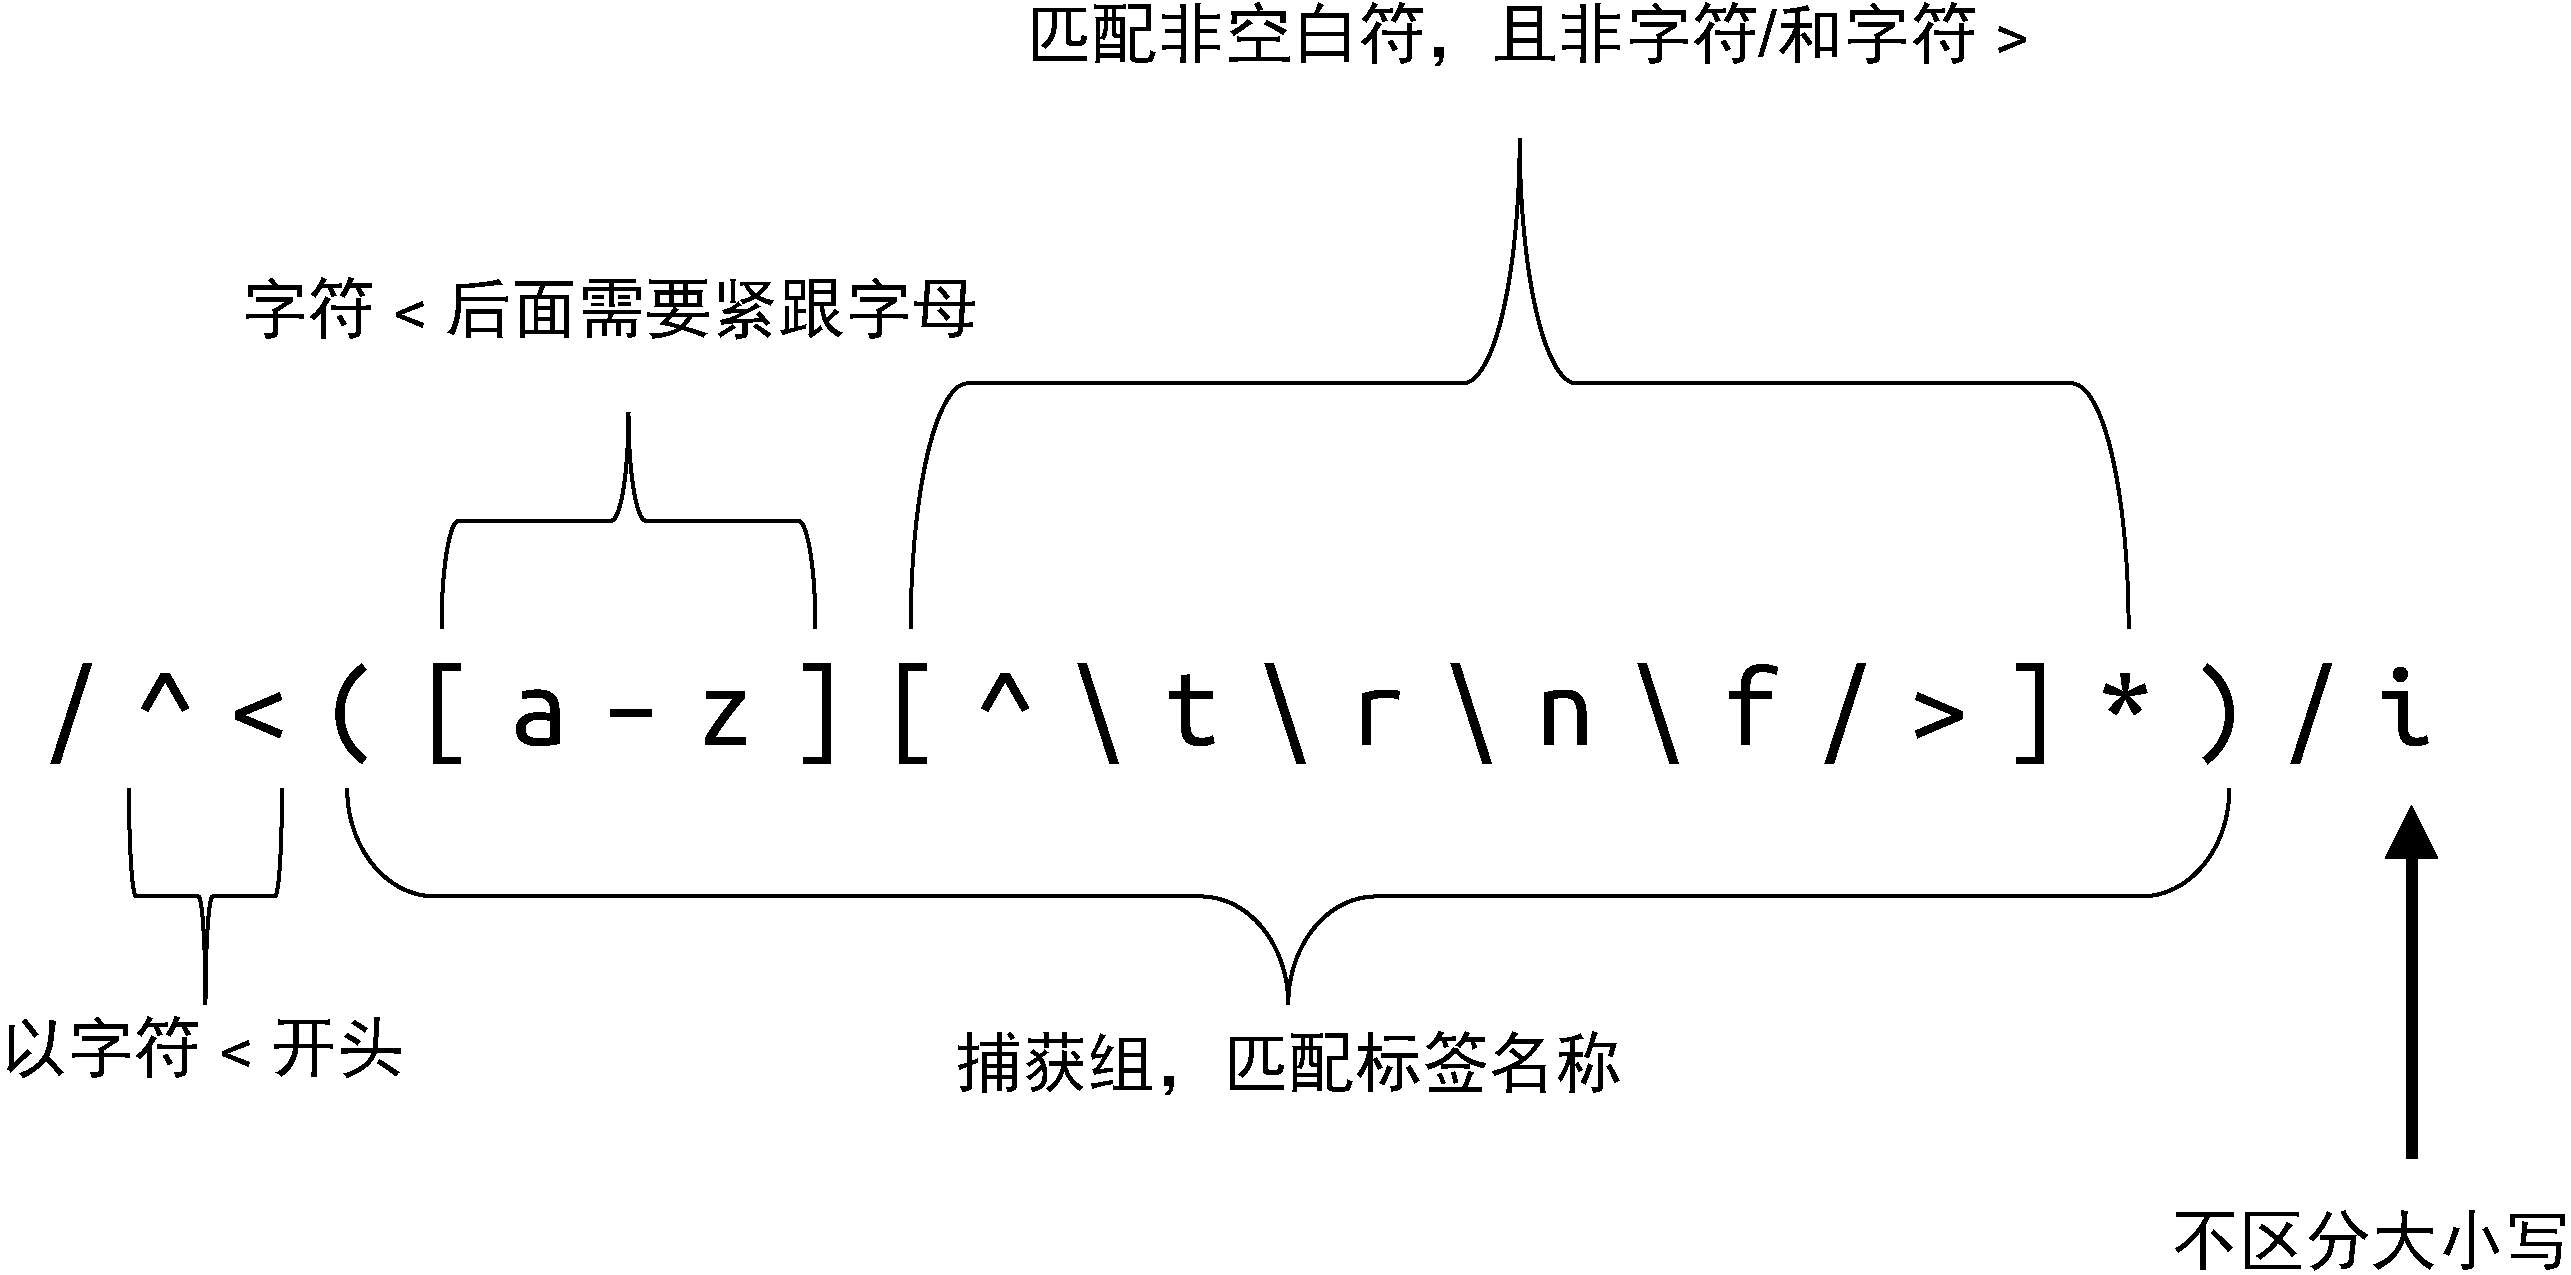 匹配非空白符，且非字符/和字符 >
字符 < 后面需要紧跟字母
/^<([a-z][^\t\r\n\f/>]*)/i
以字符 < 开头
捕获组，匹配标签名称
不区分大小写